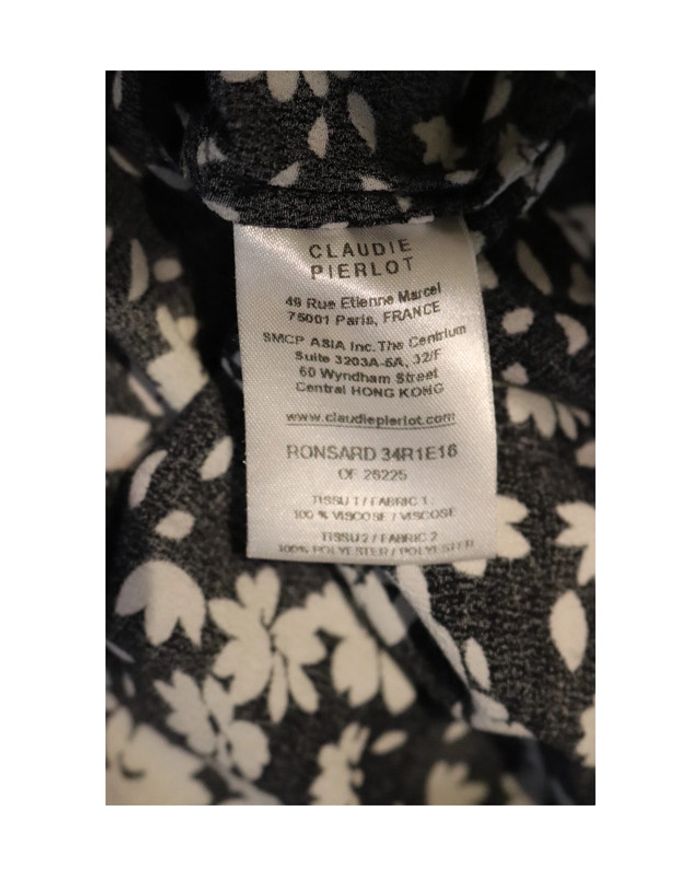 CLAUDIE
PIERLOT
49 Rue Etienne Marcel
75001 Paris, FRANCE
SMCP ASIA Inc. The Centrium
Suite 3203A-5A, 32/F
60 Wyndham Street
Central HONG KONG
www.claudiepierlot.com
RONSARD 34R1E16
OF 26225
TISSU 1 / FABRIC 1 :
100 % VISCOSE / VISCOSE
TISSU 2 / FABRIC 2
100% POLYESTER / POLYESTER